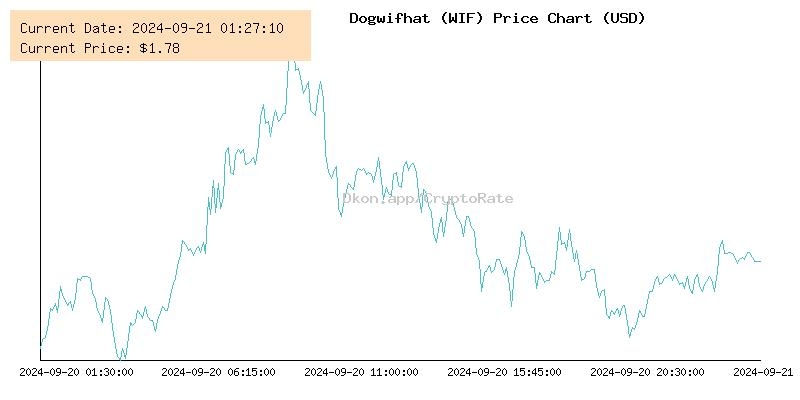 Dogwifhat (WIF) Price Chart (USD)
Current Date: 2024-09-21 01:27:10
Current Price: $1.78
Dkon.app/CryptoRate
2024-09-20 01:30:00 2024-09-20 06:15:00 2024-09-20 11:00:00 2024-09-20 15:45:00 2024-09-20 20:30:00 2024-09-21